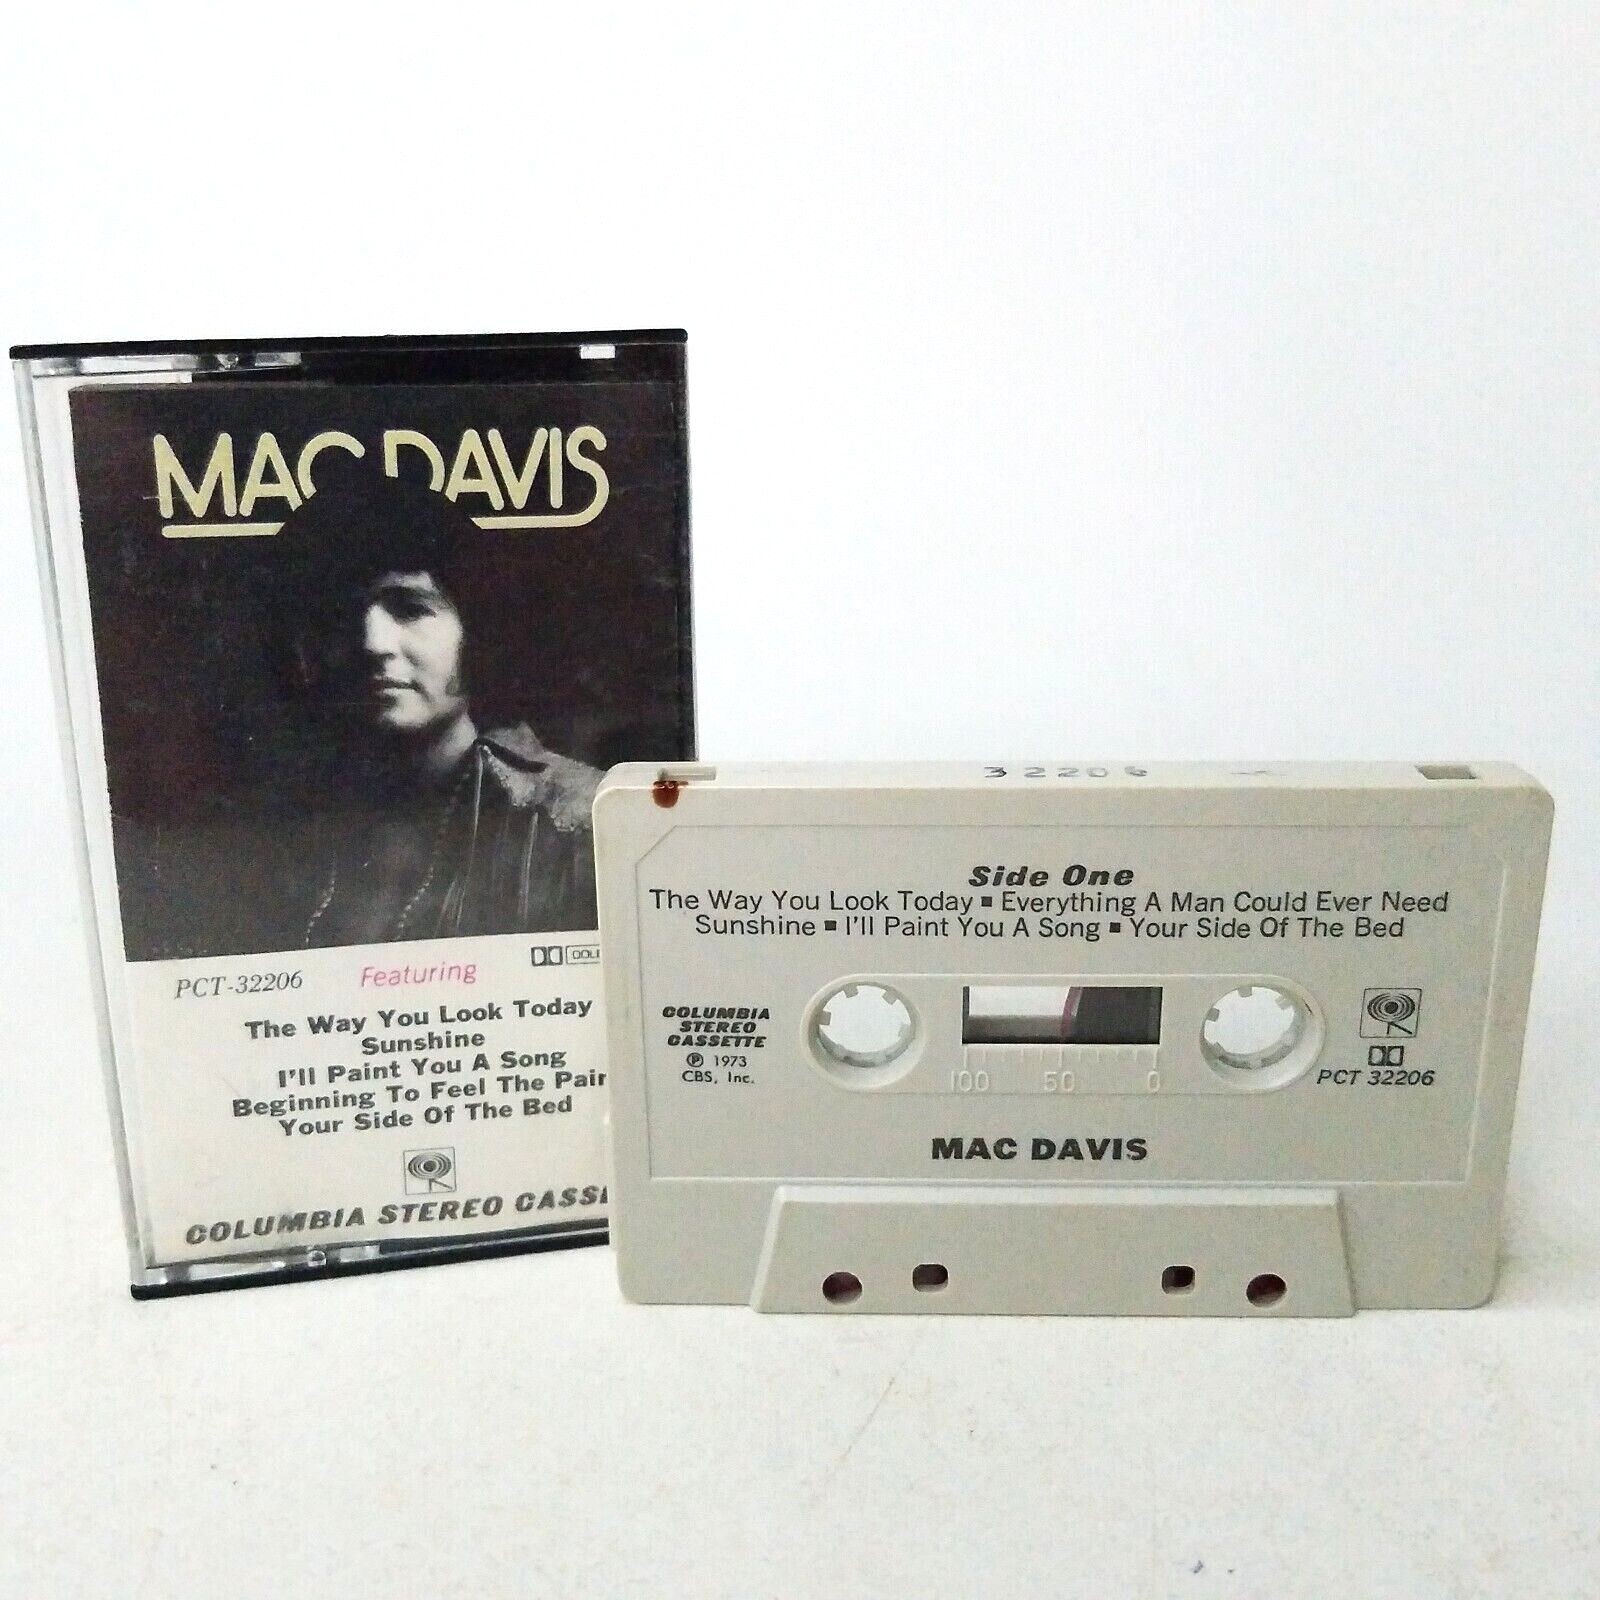 MAC DAVIS
PCT-32206 Featuring
The Way You Look Today
Sunshine
I'll Paint You A Song
Beginning To Feel The Pain
Your Side Of The Bed
COLUMBIA STEREO
32206
Side One
The Way You Look Today ▪ Everything A Man Could Ever Need
Sunshine ▪ I'll Paint You A Song ▪ Your Side Of The Bed
COLUMBIA
STEREO
CASSETTE
℗ 1973
CBS, Inc.
100 50 0
PCT 32206
MAC DAVIS